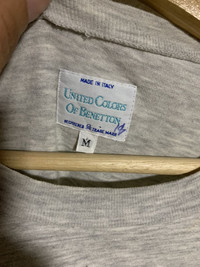 MADE IN ITALY
UNITED COLORS
OF BENETTON
M